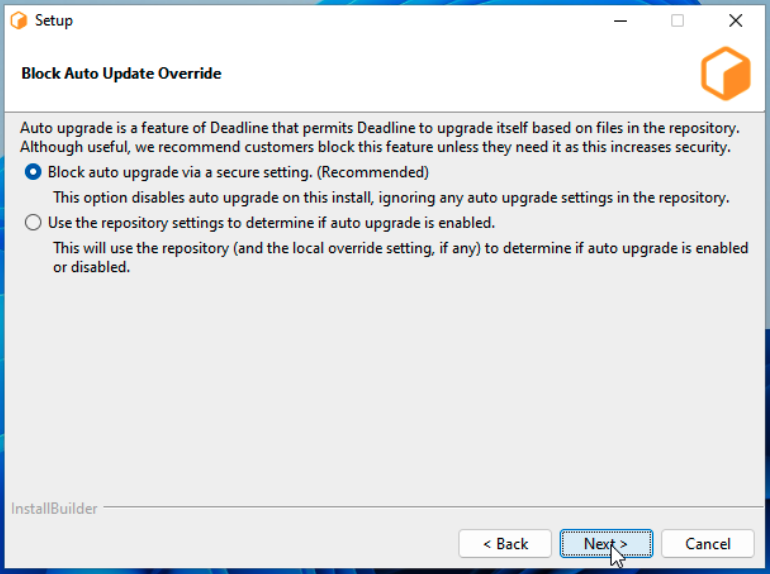 Setup
Block Auto Update Override
Auto upgrade is a feature of Deadline that permits Deadline to upgrade itself based on files in the repository.
Although useful, we recommend customers block this feature unless they need it as this increases security.
Block auto upgrade via a secure setting. (Recommended)
This option disables auto upgrade on this install, ignoring any auto upgrade settings in the repository.
Use the repository settings to determine if auto upgrade is enabled.
This will use the repository (and the local override setting, if any) to determine if auto upgrade is enabled
or disabled.
InstallBuilder
< Back Next > Cancel